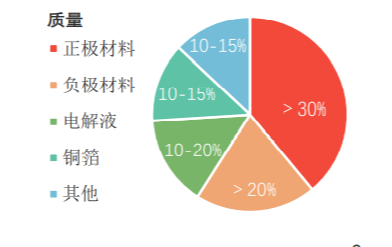 质量
正极材料
负极材料
电解液
铜箔
其他
10-15%
10-15%
> 30%
10-20%
> 20%